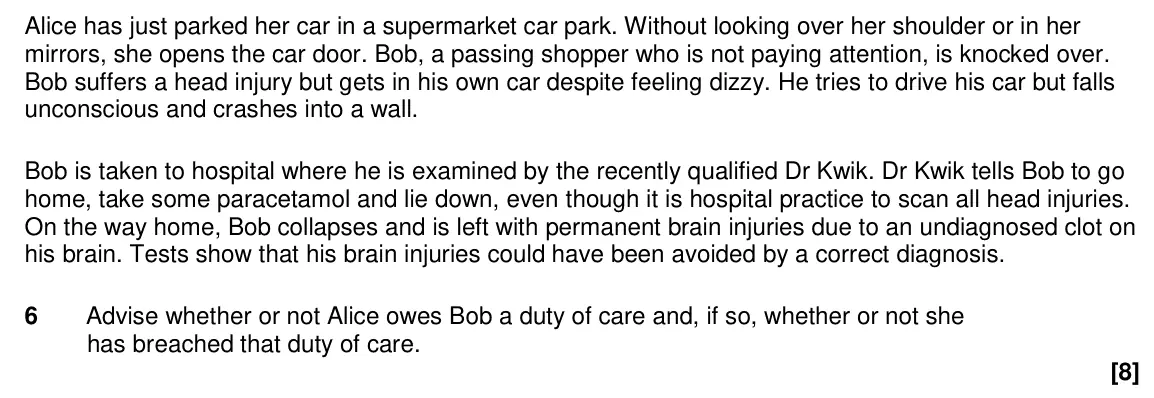 Alice has just parked her car in a supermarket car park. Without looking over her shoulder or in her
mirrors, she opens the car door. Bob, a passing shopper who is not paying attention, is knocked over.
Bob suffers a head injury but gets in his own car despite feeling dizzy. He tries to drive his car but falls
unconscious and crashes into a wall.
Bob is taken to hospital where he is examined by the recently qualified Dr Kwik. Dr Kwik tells Bob to go
home, take some paracetamol and lie down, even though it is hospital practice to scan all head injuries.
On the way home, Bob collapses and is left with permanent brain injuries due to an undiagnosed clot on
his brain. Tests show that his brain injuries could have been avoided by a correct diagnosis.
6 Advise whether or not Alice owes Bob a duty of care and, if so, whether or not she
has breached that duty of care.
[8]